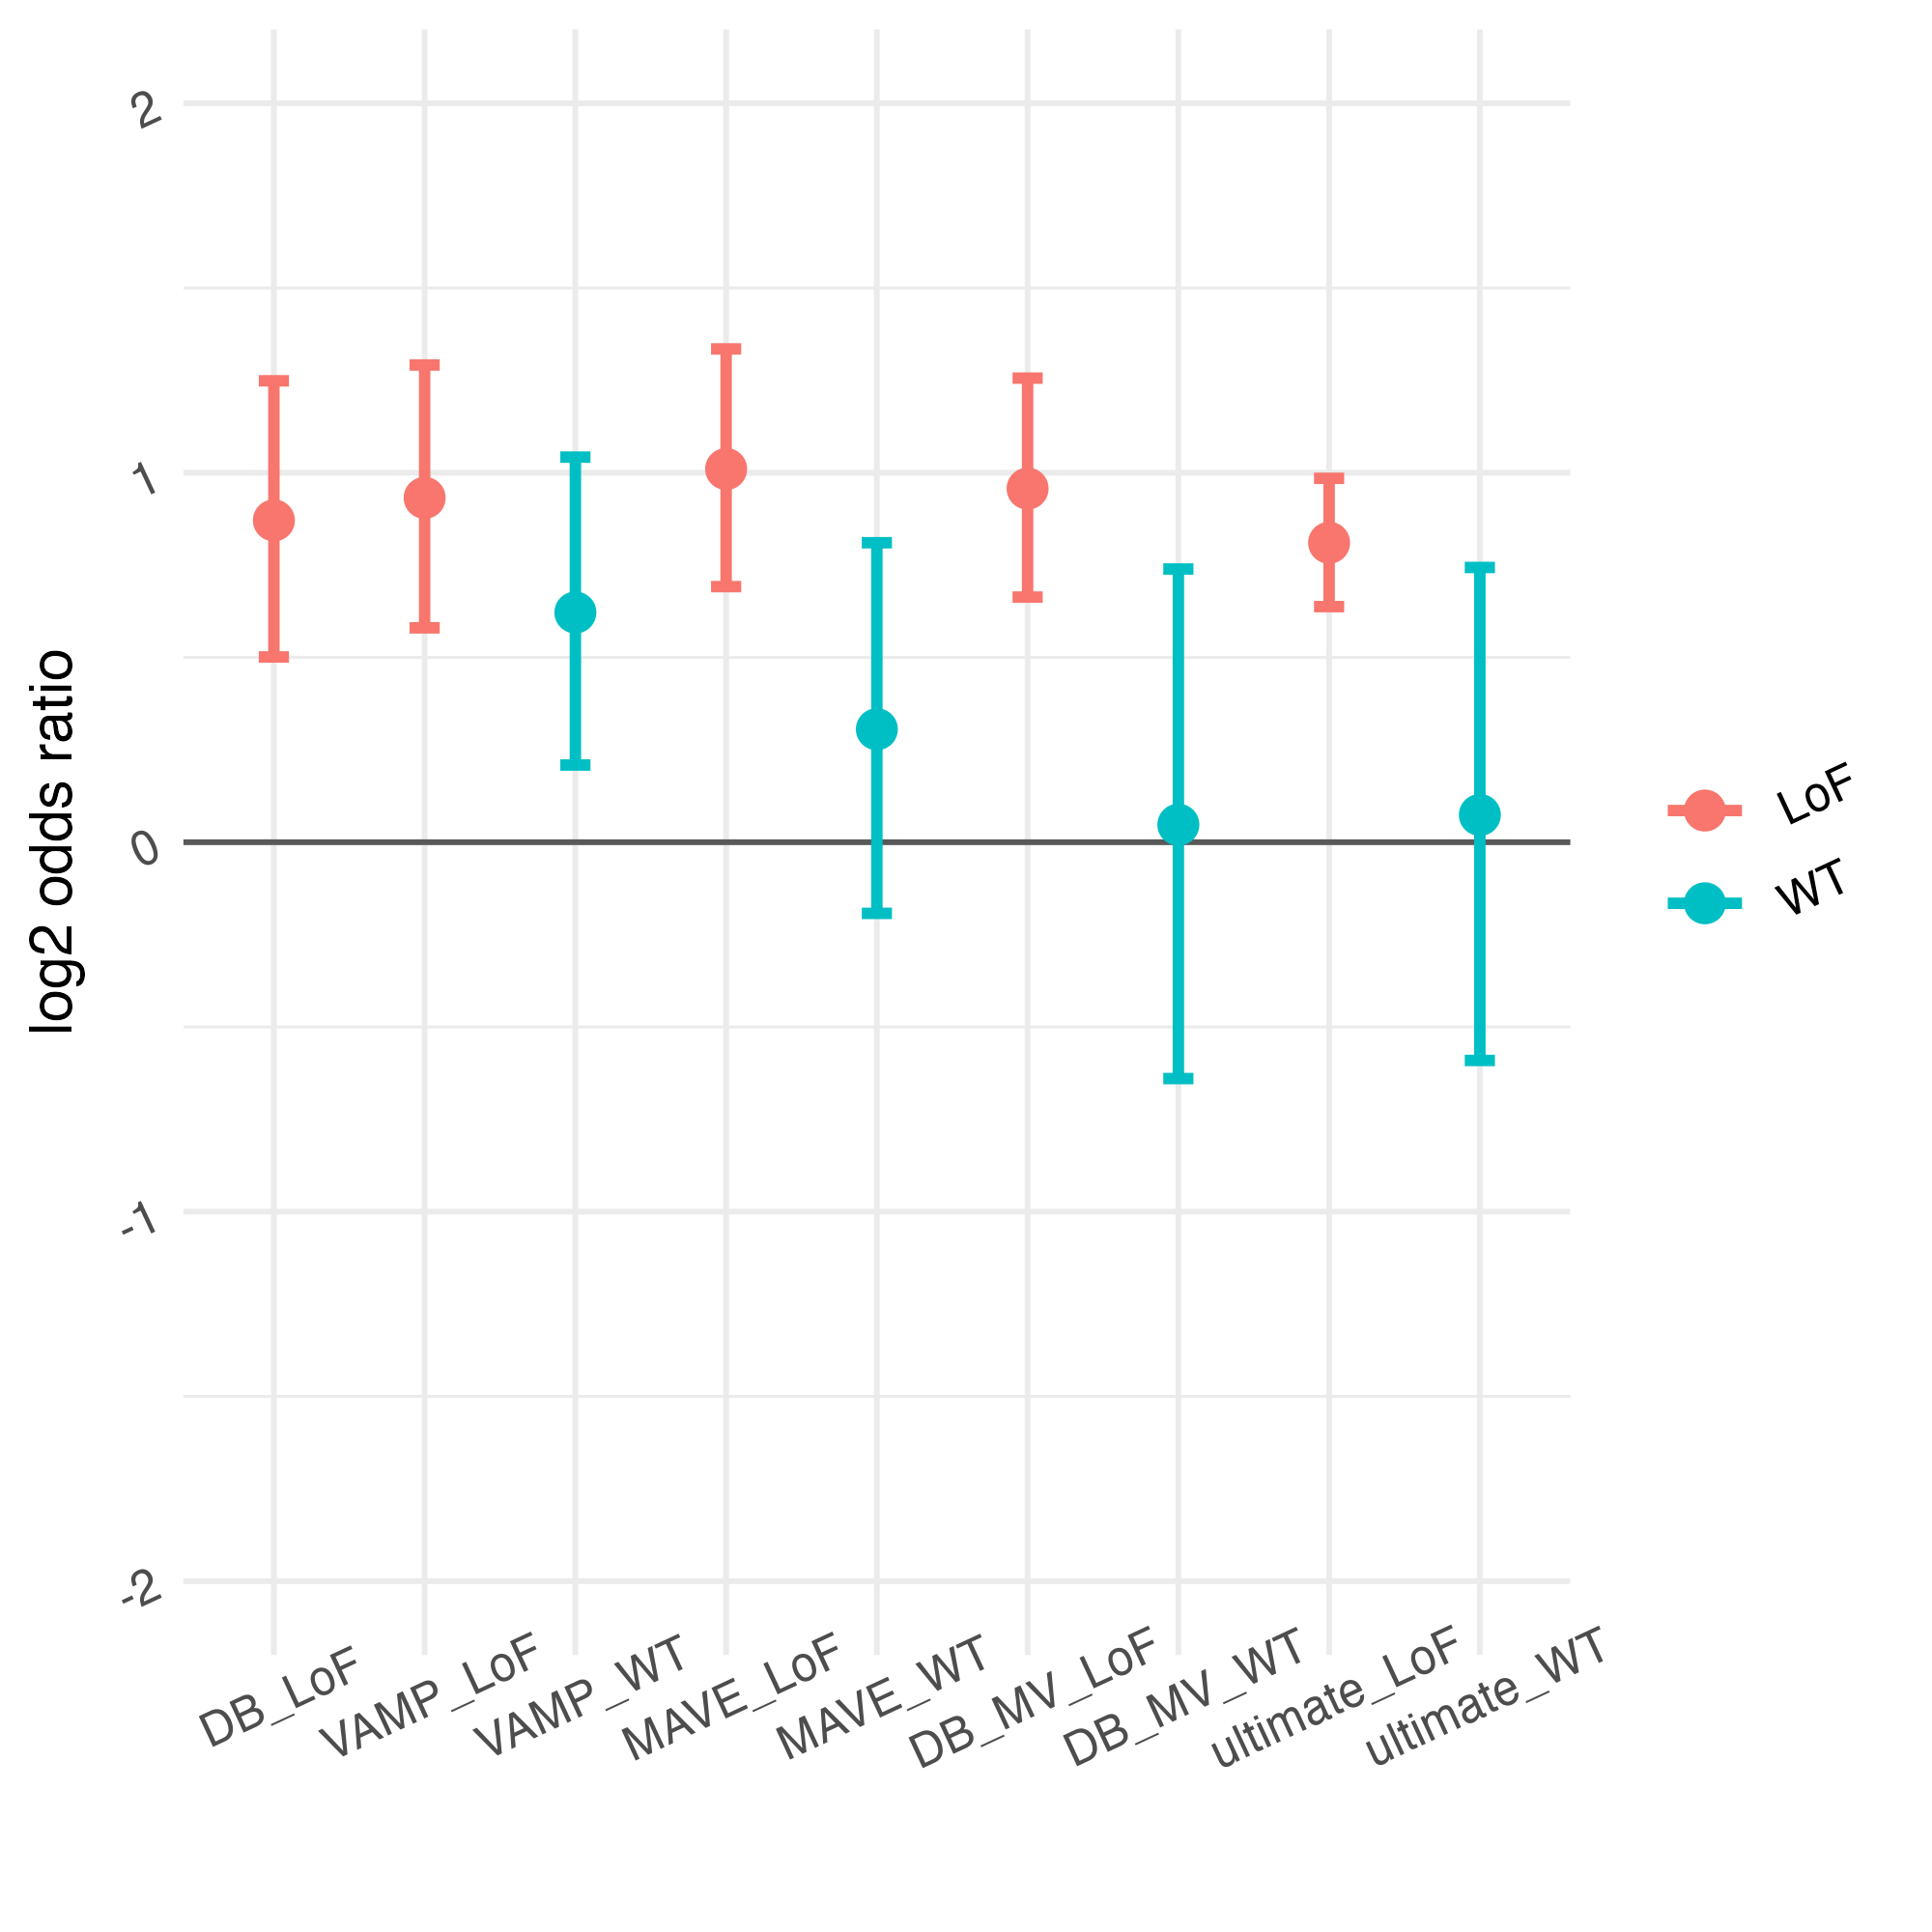 log2 odds ratio
2
1
0
-1
-2
DB_LoF
VAMP_LoF
VAMP_WT
MAVE_LoF
MAVE_WT
DB_MV_LoF
DB_MV_WT
ultimate_LoF
ultimate_WT
LoF
WT